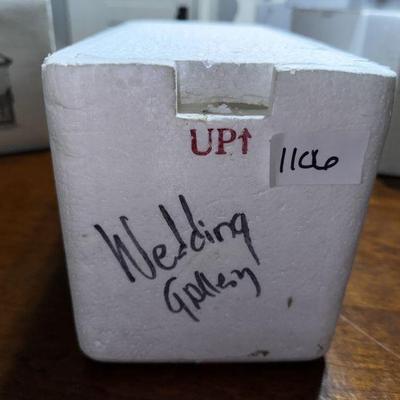 UP↑
1106
Wedding
Gallery